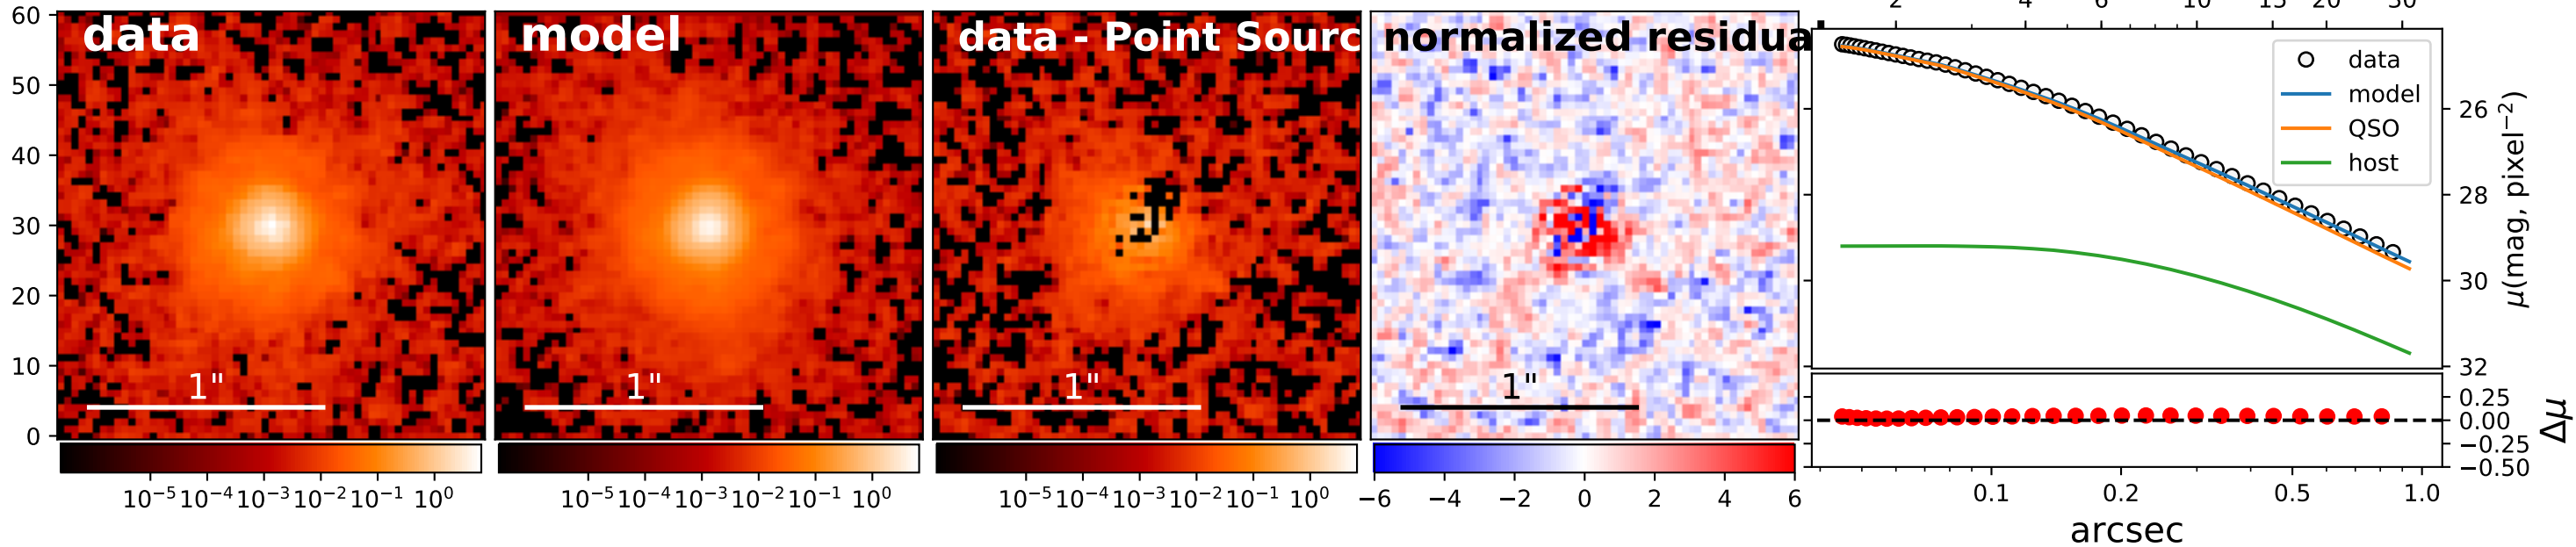 data
60
50
40
30
20
10
0
1"
10⁻⁵ 10⁻⁴ 10⁻³ 10⁻² 10⁻¹ 10⁰
model
1"
10⁻⁵ 10⁻⁴ 10⁻³ 10⁻² 10⁻¹ 10⁰
data - Point Sourc
1"
10⁻⁵ 10⁻⁴ 10⁻³ 10⁻² 10⁻¹ 10⁰
normalized residua
1"
−6 −4 −2 0 2 4 6
2 4 6 10 15 20 30
data
model
QSO
host
26
28
30
32
μ(mag, pixel⁻²)
0.25
0.00
−0.25
−0.50
Δμ
0.1 0.2 0.5 1.0
arcsec